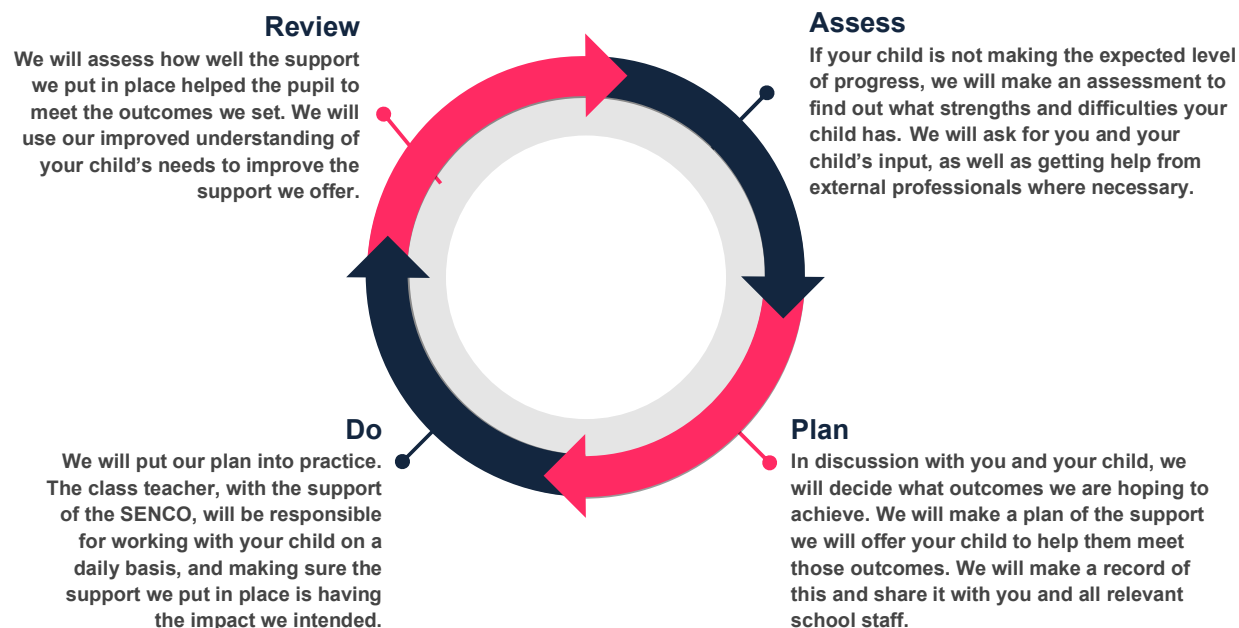 Review
We will assess how well the support
we put in place helped the pupil to
meet the outcomes we set. We will
use our improved understanding of
your child's needs to improve the
support we offer.
Assess
If your child is not making the expected level
of progress, we will make an assessment to
find out what strengths and difficulties your
child has. We will ask for you and your
child's input, as well as getting help from
external professionals where necessary.
Do
We will put our plan into practice.
The class teacher, with the support
of the SENCO, will be responsible
for working with your child on a
daily basis, and making sure the
support we put in place is having
the impact we intended.
Plan
In discussion with you and your child, we
will decide what outcomes we are hoping to
achieve. We will make a plan of the support
we will offer your child to help them meet
those outcomes. We will make a record of
this and share it with you and all relevant
school staff.